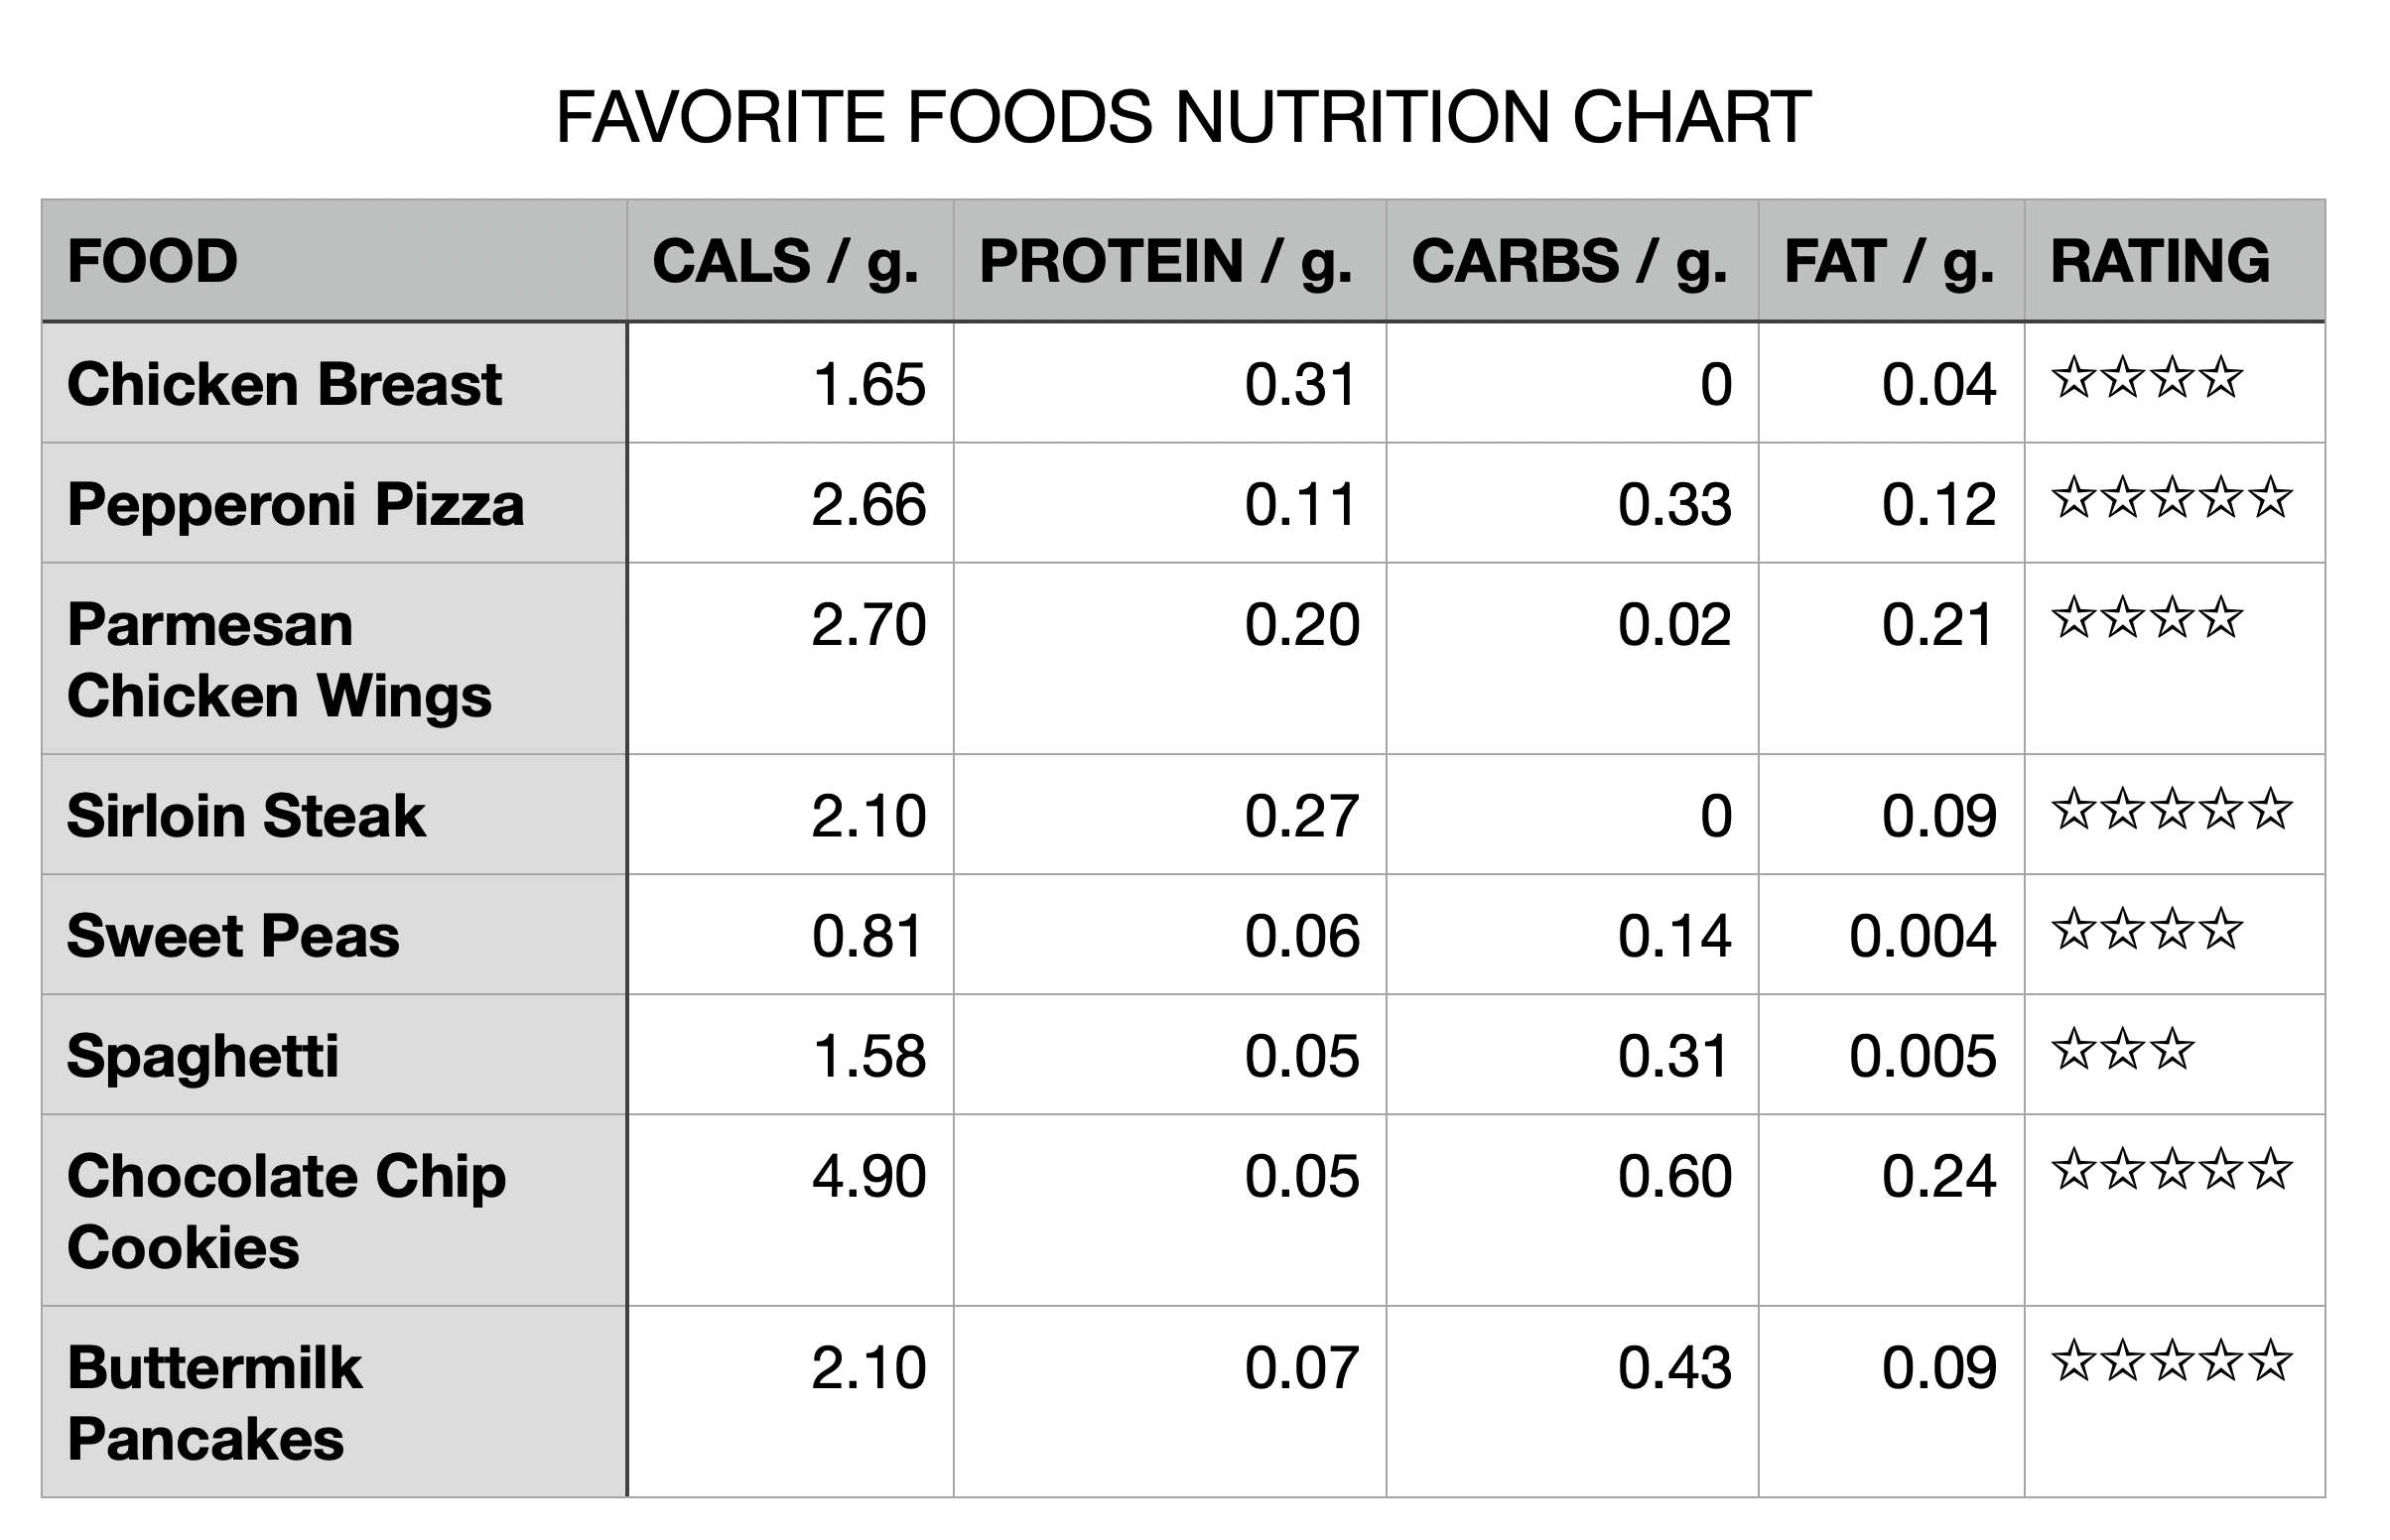 FAVORITE FOODS NUTRITION CHART
FOOD CALS / g. PROTEIN / g. CARBS / g. FAT / g. RATING
Chicken Breast 1.65 0.31 0 0.04 ☆☆☆☆
Pepperoni Pizza 2.66 0.11 0.33 0.12 ☆☆☆☆☆
Parmesan 2.70 0.20 0.02 0.21 ☆☆☆☆
Chicken Wings
Sirloin Steak 2.10 0.27 0 0.09 ☆☆☆☆☆
Sweet Peas 0.81 0.06 0.14 0.004 ☆☆☆☆
Spaghetti 1.58 0.05 0.31 0.005 ☆☆☆
Chocolate Chip 4.90 0.05 0.60 0.24 ☆☆☆☆☆
Cookies
Buttermilk 2.10 0.07 0.43 0.09 ☆☆☆☆☆
Pancakes